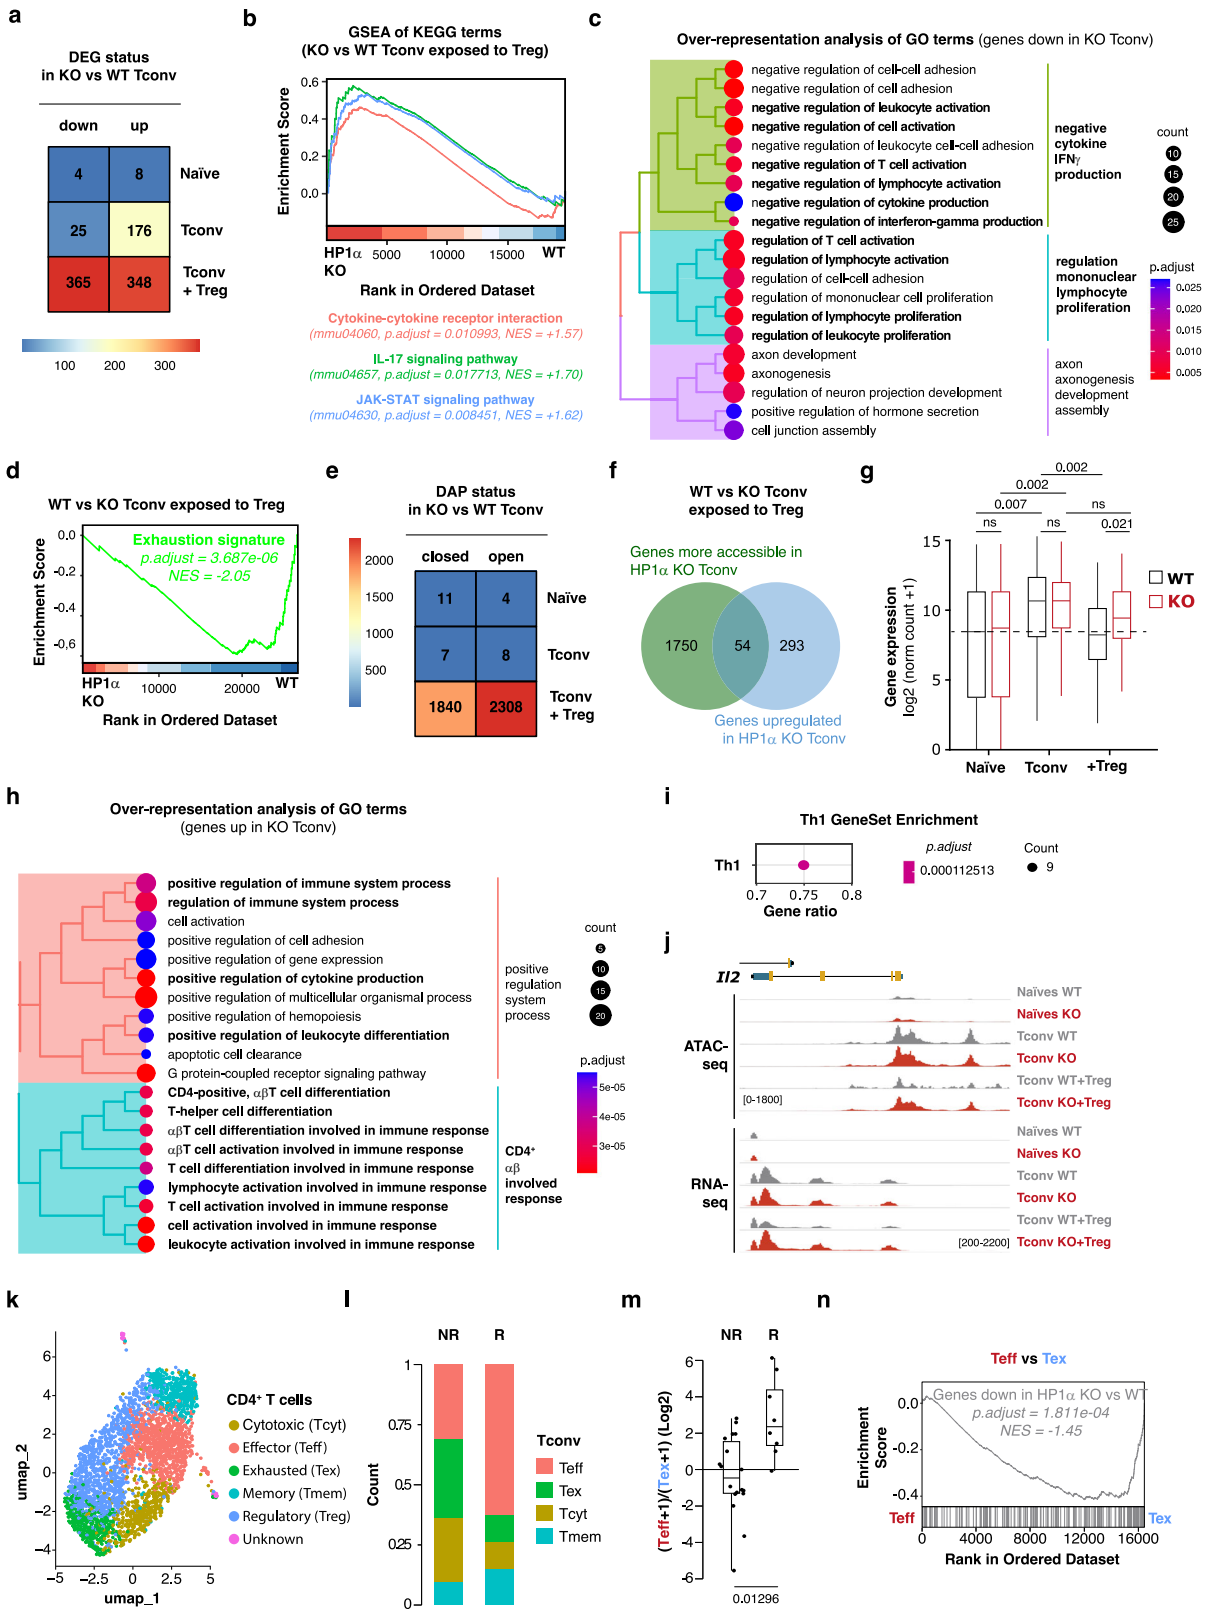 a
DEG status
in KO vs WT Tconv
down up
4 8 Naïve
25 176 Tconv
365 348 Tconv
+ Treg
100 200 300
b
GSEA of KEGG terms
(KO vs WT Tconv exposed to Treg)
Enrichment Score
0.6
0.4
0.2
0.0
HP1α
KO
5000 10000 15000 WT
Rank in Ordered Dataset
Cytokine-cytokine receptor interaction
(mmu04060, p.adjust = 0.010993, NES = +1.57)
IL-17 signaling pathway
(mmu04657, p.adjust = 0.017713, NES = +1.70)
JAK-STAT signaling pathway
(mmu04630, p.adjust = 0.008451, NES = +1.62)
c
Over-representation analysis of GO terms (genes down in KO Tconv)
negative regulation of cell-cell adhesion
negative regulation of cell adhesion
negative regulation of leukocyte activation
negative regulation of cell activation
negative regulation of leukocyte cell-cell adhesion
negative regulation of T cell activation
negative regulation of lymphocyte activation
negative regulation of cytokine production
negative regulation of interferon-gamma production
regulation of T cell activation
regulation of lymphocyte activation
regulation of cell-cell adhesion
regulation of mononuclear cell proliferation
regulation of lymphocyte proliferation
regulation of leukocyte proliferation
axon development
axonogenesis
regulation of neuron projection development
positive regulation of hormone secretion
cell junction assembly
negative
cytokine
IFNγ
production
regulation
mononuclear
lymphocyte
proliferation
axon
axonogenesis
development
assembly
count
10
15
20
25
p.adjust
0.025
0.020
0.015
0.010
0.005
d
WT vs KO Tconv exposed to Treg
Enrichment Score
0.0
-0.2
-0.4
-0.6
Exhaustion signature
p.adjust = 3.687e-06
NES = -2.05
HP1α
KO
10000 20000 WT
Rank in Ordered Dataset
e
DAP status
in KO vs WT Tconv
2000
1500
1000
500
closed open
11 4 Naïve
7 8 Tconv
1840 2308 Tconv
+ Treg
f
WT vs KO Tconv
exposed to Treg
Genes more accessible in
HP1α KO Tconv
1750 54 293
Genes upregulated
in HP1α KO Tconv
g
0.002
0.002
0.007 ns
ns ns 0.021
Gene expression
log2 (norm count +1)
15
10
5
0
Naïve Tconv +Treg
WT
KO
h
Over-representation analysis of GO terms
(genes up in KO Tconv)
positive regulation of immune system process
regulation of immune system process
cell activation
positive regulation of cell adhesion
positive regulation of gene expression
positive regulation of cytokine production
positive regulation of multicellular organismal process
positive regulation of hemopoiesis
positive regulation of leukocyte differentiation
apoptotic cell clearance
G protein-coupled receptor signaling pathway
CD4-positive, αβT cell differentiation
T-helper cell differentiation
αβT cell differentiation involved in immune response
αβT cell activation involved in immune response
T cell differentiation involved in immune response
lymphocyte activation involved in immune response
T cell activation involved in immune response
cell activation involved in immune response
leukocyte activation involved in immune response
positive
regulation
system
process
CD4⁺
αβ
involved
response
count
5
10
15
20
p.adjust
5e-05
4e-05
3e-05
i
Th1 GeneSet Enrichment
Th1
0.7 0.75 0.8
Gene ratio
p.adjust
0.000112513
Count
9
j
Il2
ATAC-
seq
Naïves WT
Naïves KO
Tconv WT
Tconv KO
Tconv WT+Treg
[0-1800]
Tconv KO+Treg
RNA-
seq
Naïves WT
Naïves KO
Tconv WT
Tconv KO
Tconv WT+Treg
[200-2200]
Tconv KO+Treg
k
umap_2
6
4
2
0
−2
−4
−5 −2.5 0 2.5 5
umap_1
CD4⁺ T cells
Cytotoxic (Tcyt)
Effector (Teff)
Exhausted (Tex)
Memory (Tmem)
Regulatory (Treg)
Unknown
l
NR R
Count
1
0.75
0.5
0.25
0
Tconv
Teff
Tex
Tcyt
Tmem
m
NR R
(Teff+1)/(Tex+1) (Log2)
6
4
2
0
-2
-4
-6
0.01296
n
Teff vs Tex
Enrichment
Score
0.0
-0.2
-0.4
Genes down in HP1α KO vs WT
p.adjust = 1.811e-04
NES = -1.45
Teff Tex
0 4000 8000 12000 16000
Rank in Ordered Dataset